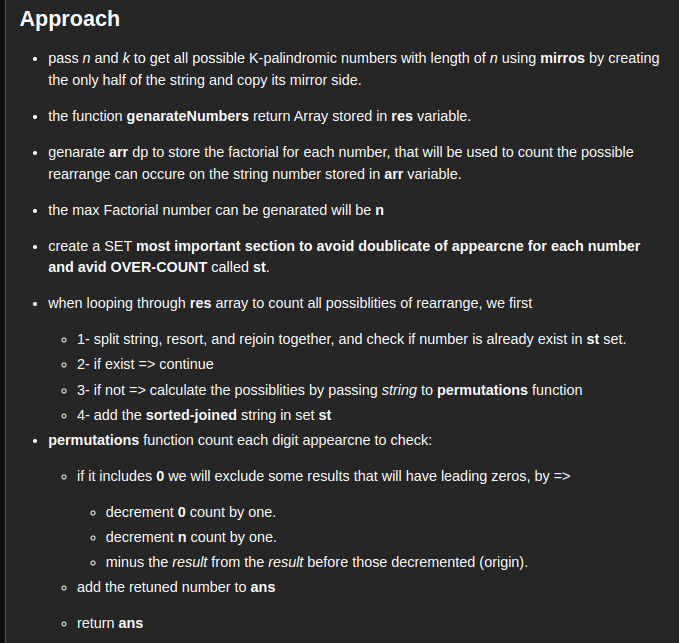 Approach
• pass n and k to get all possible K-palindromic numbers with length of n using mirros by creating
the only half of the string and copy its mirror side.
• the function genarateNumbers return Array stored in res variable.
• genarate arr dp to store the factorial for each number, that will be used to count the possible
rearrange can occure on the string number stored in arr variable.
• the max Factorial number can be genarated will be n
• create a SET most important section to avoid doublicate of appearcne for each number
and avid OVER-COUNT called st.
• when looping through res array to count all possiblities of rearrange, we first
◦ 1- split string, resort, and rejoin together, and check if number is already exist in st set.
◦ 2- if exist => continue
◦ 3- if not => calculate the possiblities by passing string to permutations function
◦ 4- add the sorted-joined string in set st
• permutations function count each digit appearcne to check:
◦ if it includes 0 we will exclude some results that will have leading zeros, by =>
◦ decrement 0 count by one.
◦ decrement n count by one.
◦ minus the result from the result before those decremented (origin).
◦ add the retuned number to ans
◦ return ans